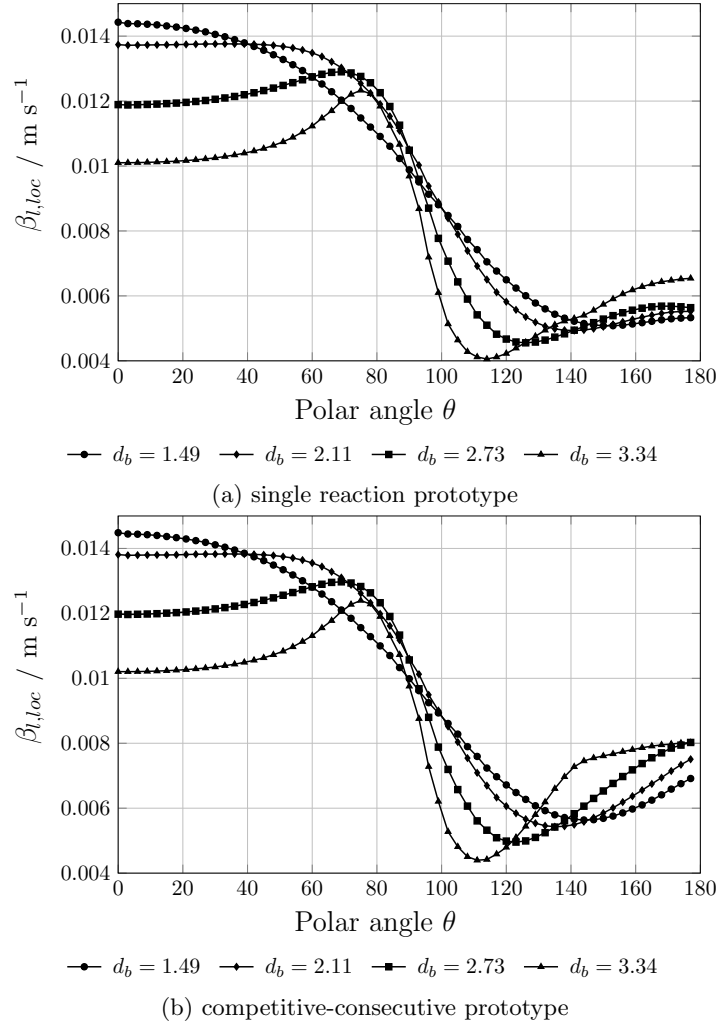 0.014
0.012
0.01
0.008
0.006
0.004
β_{l,loc} / m s⁻¹
0 20 40 60 80 100 120 140 160 180
Polar angle θ
d_b = 1.49 d_b = 2.11 d_b = 2.73 d_b = 3.34
(a) single reaction prototype
0.014
0.012
0.01
0.008
0.006
0.004
β_{l,loc} / m s⁻¹
0 20 40 60 80 100 120 140 160 180
Polar angle θ
d_b = 1.49 d_b = 2.11 d_b = 2.73 d_b = 3.34
(b) competitive-consecutive prototype